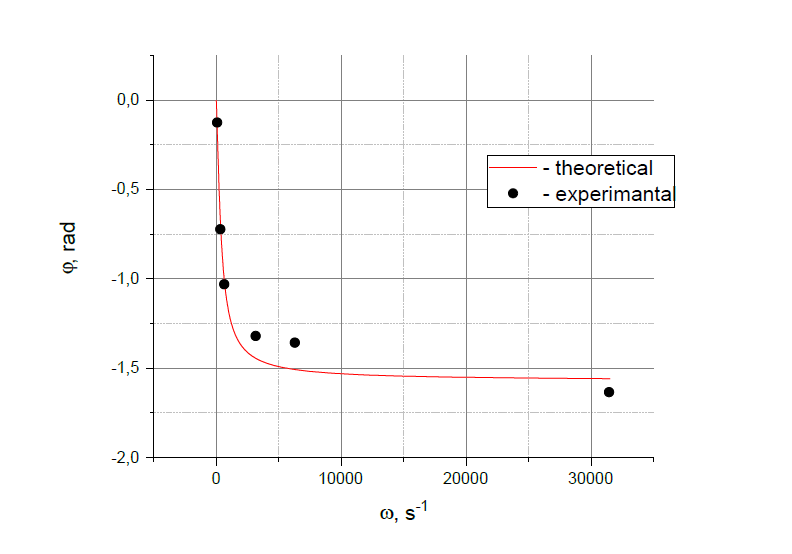 0,0
- theoretical
- experimantal
-0,5
φ, rad
-1,0
-1,5
-2,0
0 10000 20000 30000
ω, s⁻¹